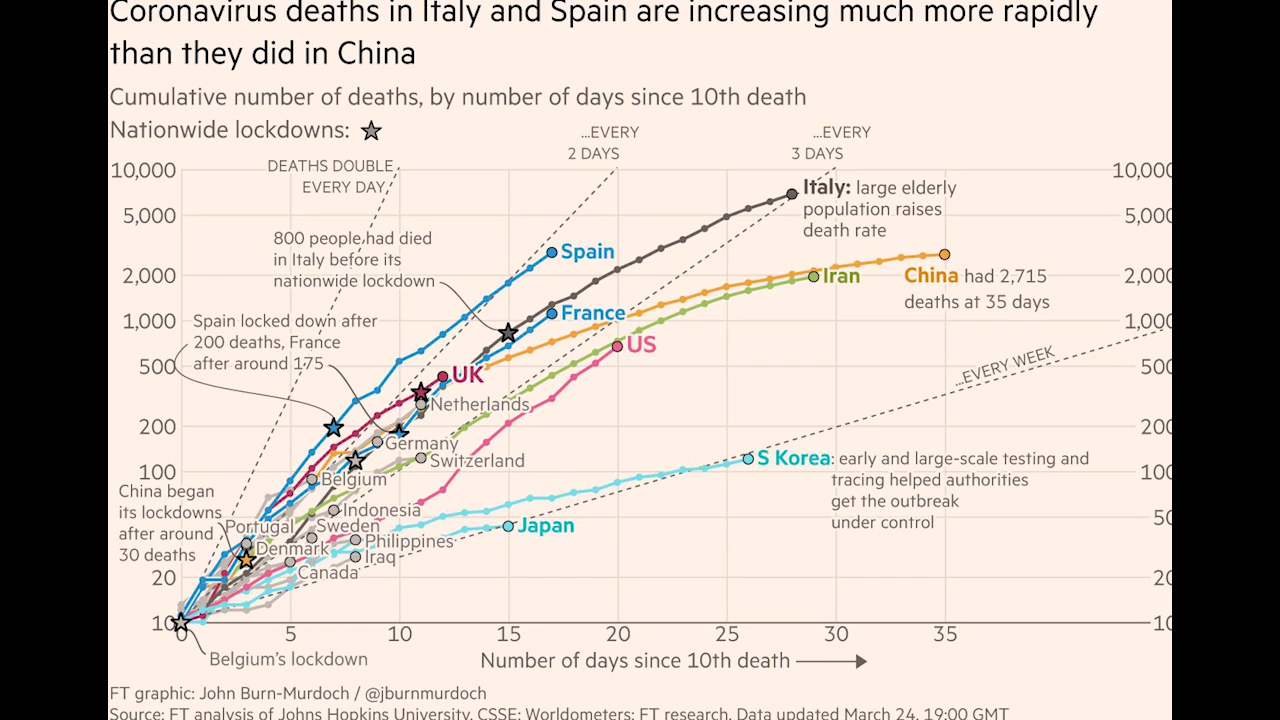 Coronavirus deaths in Italy and Spain are increasing much more rapidly
than they did in China
Cumulative number of deaths, by number of days since 10th death
Nationwide lockdowns:
DEATHS DOUBLE
EVERY DAY
...EVERY
2 DAYS
...EVERY
3 DAYS
...EVERY WEEK
10,000
5,000
2,000
1,000
500
200
100
20
10
10,000
5,000
2,000
1,000
500
200
100
50
20
10
Italy: large elderly
population raises
death rate
800 people had died
in Italy before its
nationwide lockdown
Spain
Iran
China had 2,715
deaths at 35 days
France
Spain locked down after
200 deaths, France
after around 175
US
UK
Netherlands
Germany
Switzerland
S Korea: early and large-scale testing and
tracing helped authorities
get the outbreak
under control
Belgium
China began
its lockdowns
after around
30 deaths
Indonesia
Portugal
Sweden
Japan
Denmark
Philippines
Iraq
Canada
0
5
10
15
20
25
30
35
Belgium's lockdown
Number of days since 10th death
FT graphic: John Burn-Murdoch / @jburnmurdoch
Source: FT analysis of Johns Hopkins University, CSSE; Worldometers; FT research. Data updated March 24, 19:00 GMT